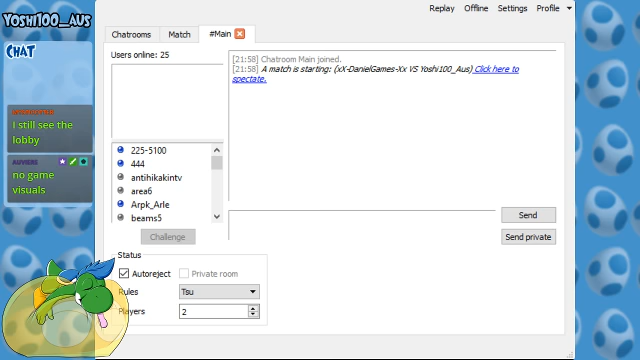 Yoshi100_Aus
Replay Offline Settings Profile
Chatrooms Match #Main
CHAT
Users online: 25
[21:58] Chatroom Main joined.
[21:58] A match is starting: (xX-DanielGames-Xx VS Yoshi100_Aus) Click here to
spectate.
I still see the
lobby
AUVIERS
no game
visuals
225-5100
444
antihikakintv
area6
Arpk_Arle
beams5
Send
Challenge
Send private
Status
Autoreject Private room
Rules Tsu
Players 2